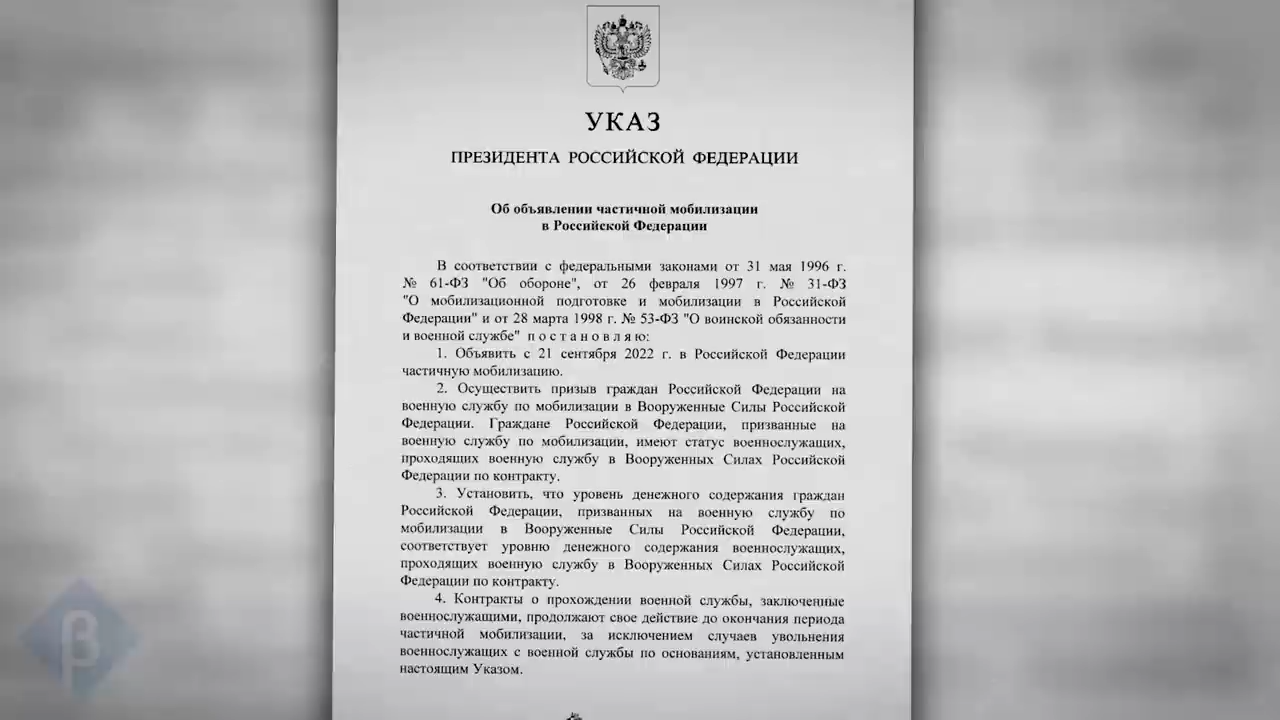 УКАЗ
ПРЕЗИДЕНТА РОССИЙСКОЙ ФЕДЕРАЦИИ
Об объявлении частичной мобилизации
в Российской Федерации
В соответствии с федеральными законами от 31 мая 1996 г.
№ 61-ФЗ "Об обороне", от 26 февраля 1997 г. № 31-ФЗ
"О мобилизационной подготовке и мобилизации в Российской
Федерации" и от 28 марта 1998 г. № 53-ФЗ "О воинской обязанности
и военной службе" п о с т а н о в л я ю:
1. Объявить с 21 сентября 2022 г. в Российской Федерации
частичную мобилизацию.
2. Осуществить призыв граждан Российской Федерации на
военную службу по мобилизации в Вооруженные Силы Российской
Федерации. Граждане Российской Федерации, призванные на
военную службу по мобилизации, имеют статус военнослужащих,
проходящих военную службу в Вооруженных Силах Российской
Федерации по контракту.
3. Установить, что уровень денежного содержания граждан
Российской Федерации, призванных на военную службу по
мобилизации в Вооруженные Силы Российской Федерации,
соответствует уровню денежного содержания военнослужащих,
проходящих военную службу в Вооруженных Силах Российской
Федерации по контракту.
4. Контракты о прохождении военной службы, заключенные
военнослужащими, продолжают свое действие до окончания периода
частичной мобилизации, за исключением случаев увольнения
военнослужащих с военной службы по основаниям, установленным
настоящим Указом.
β